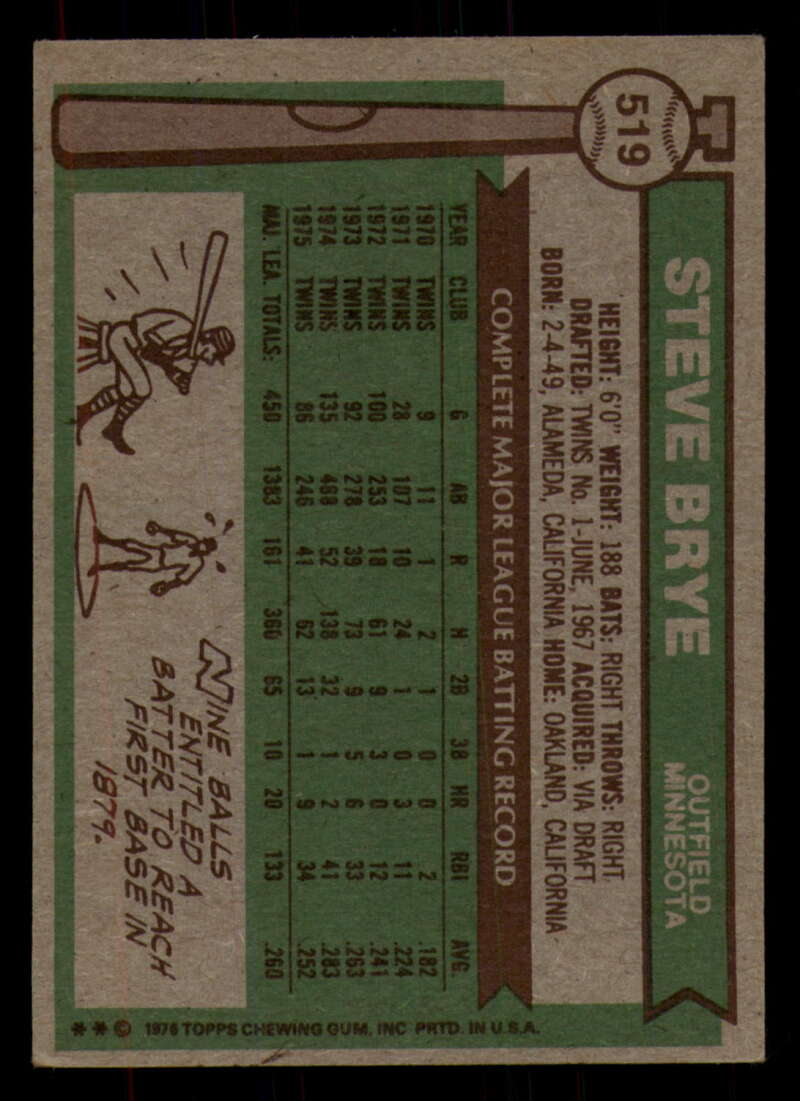 519
STEVE BRYE
OUTFIELD
MINNESOTA
HEIGHT: 6'0" WEIGHT: 188 BATS: RIGHT THROWS: RIGHT
DRAFTED: TWINS No. 1-JUNE, 1967 ACQUIRED: VIA DRAFT
BORN: 2-4-49, ALAMEDA, CALIFORNIA HOME: OAKLAND, CALIFORNIA
COMPLETE MAJOR LEAGUE BATTING RECORD
YEAR CLUB G AB R H 2B 3B HR RBI AVG.
1970 TWINS 9 11 1 2 1 0 0 2 .182
1971 TWINS 28 107 10 24 1 0 3 11 .224
1972 TWINS 100 253 18 61 9 3 0 12 .241
1973 TWINS 92 278 39 73 9 5 6 33 .263
1974 TWINS 135 488 52 138 32 1 2 41 .283
1975 TWINS 86 246 41 62 13 1 9 34 .252
MAJ. LEA. TOTALS: 450 1383 161 360 65 10 20 133 .260
NINE BALLS
ENTITLED A
BATTER TO REACH
FIRST BASE IN
1879.
**© 1976 TOPPS CHEWING GUM, INC PRTD. IN U.S.A.